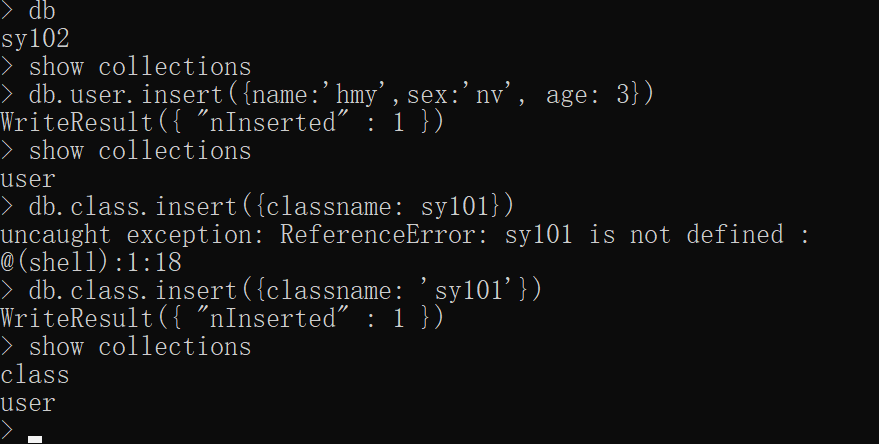 > db
sy102
> show collections
> db.user.insert({name:'hmy',sex:'nv', age: 3})
WriteResult({ "nInserted" : 1 })
> show collections
user
> db.class.insert({classname: sy101})
uncaught exception: ReferenceError: sy101 is not defined :
@(shell):1:18
> db.class.insert({classname: 'sy101'})
WriteResult({ "nInserted" : 1 })
> show collections
class
user
>